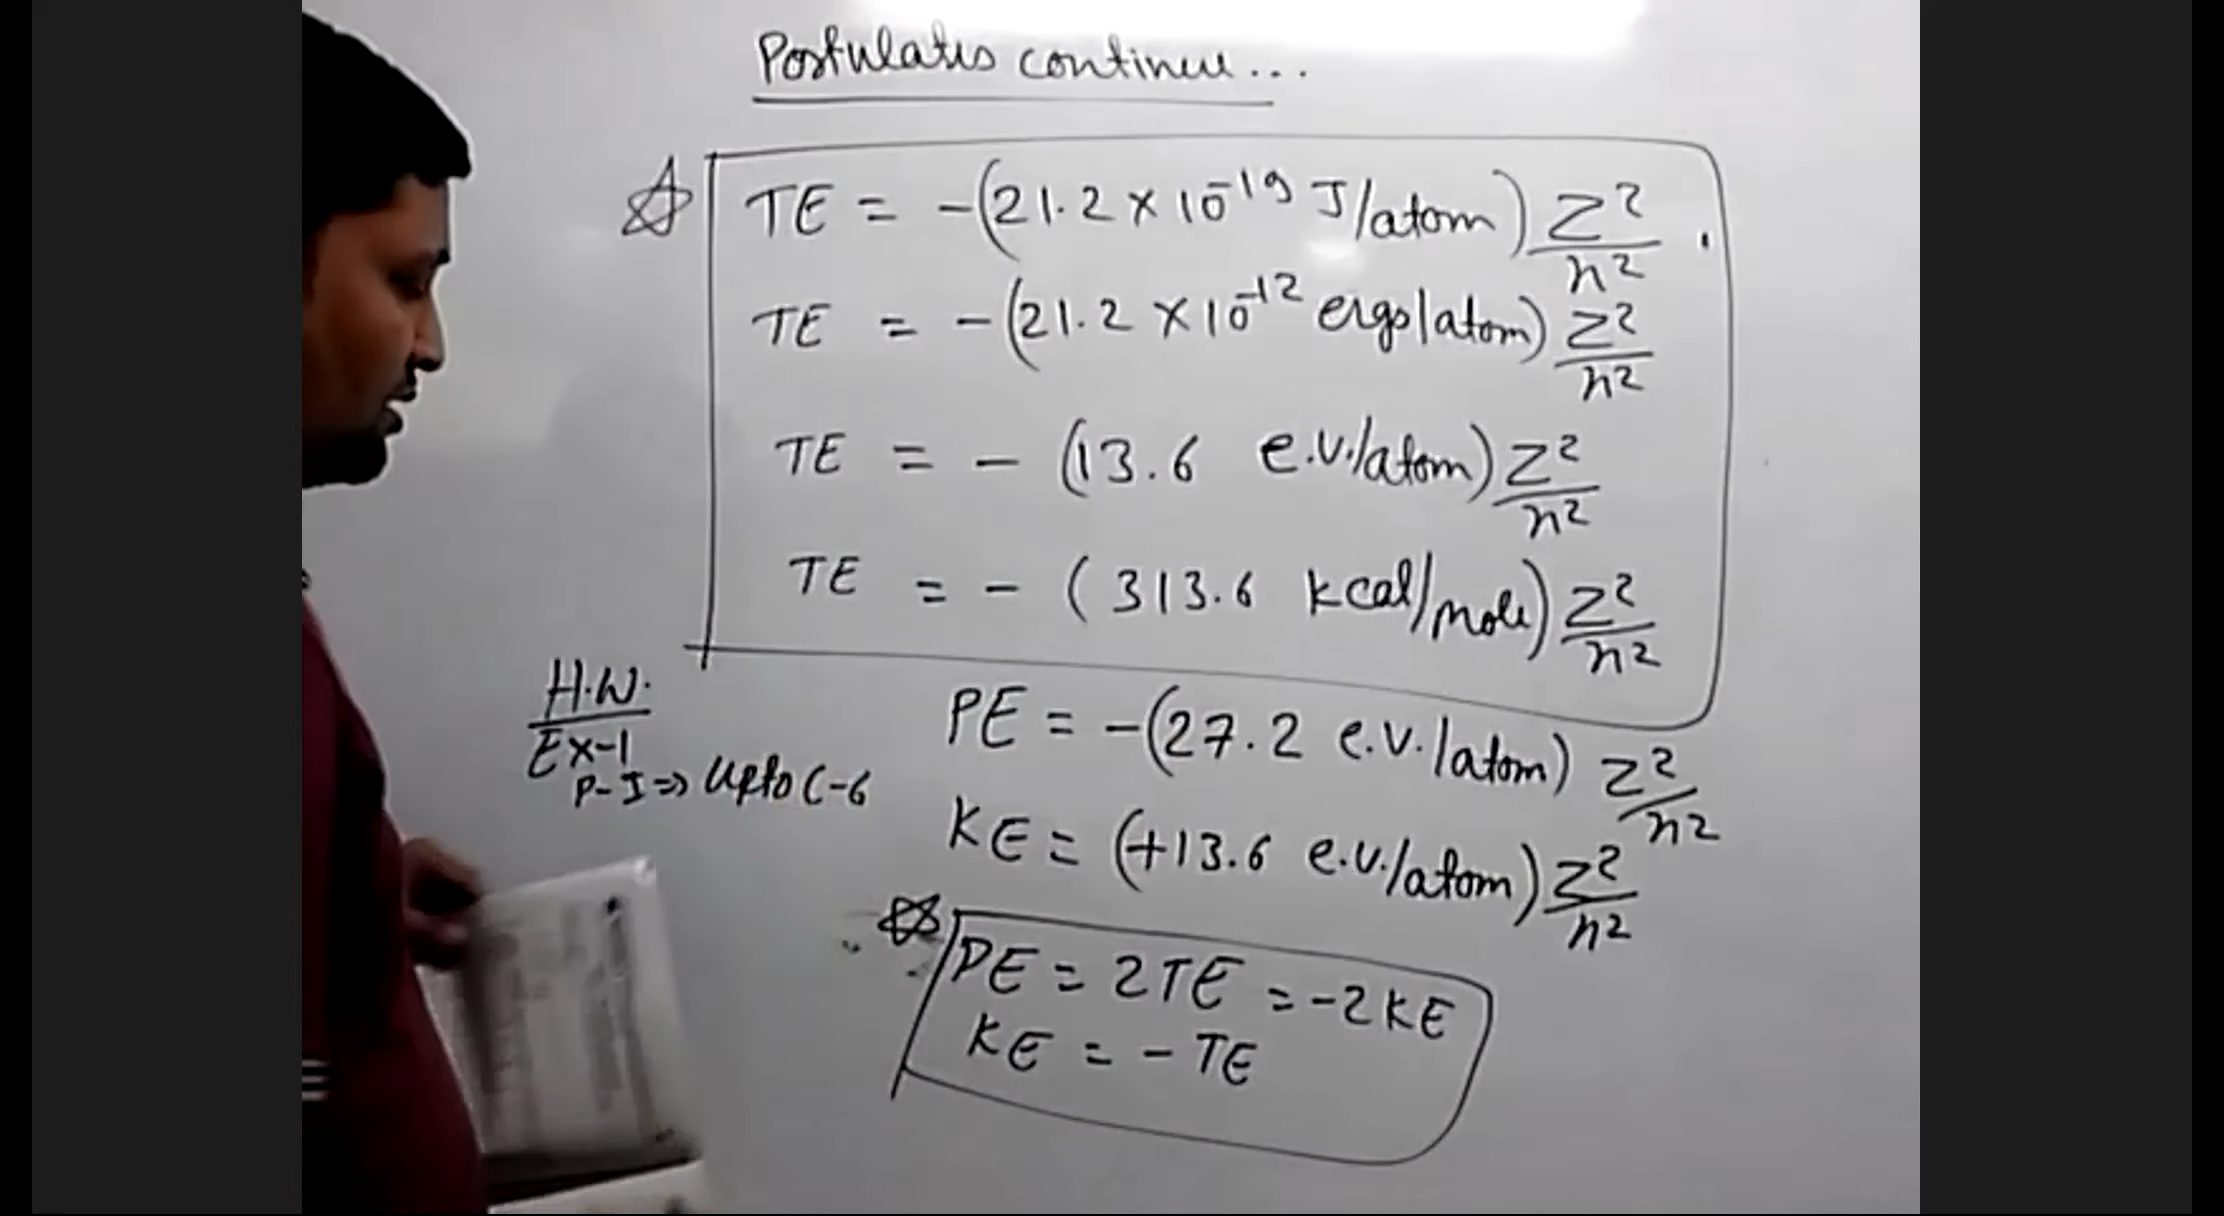 Postulates continue...
TE = -(21.2 × 10⁻¹⁹ J/atom) Z²/n².
TE = -(21.2 × 10⁻¹² ergs/atom) Z²/n²
TE = - (13.6 e.v./atom) Z²/n²
TE = - (313.6 kcal/mole) Z²/n²
H.W.
Ex-1
P-I => Upto C-6
PE = -(27.2 e.v./atom) Z²/n²
KE = (+13.6 e.v./atom) Z²/n²
PE = 2TE = -2KE
KE = - TE